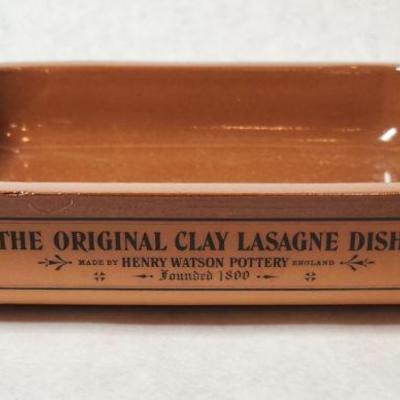 THE ORIGINAL CLAY LASAGNE DISH
MADE BY HENRY WATSON POTTERY ENGLAND
Founded 1800